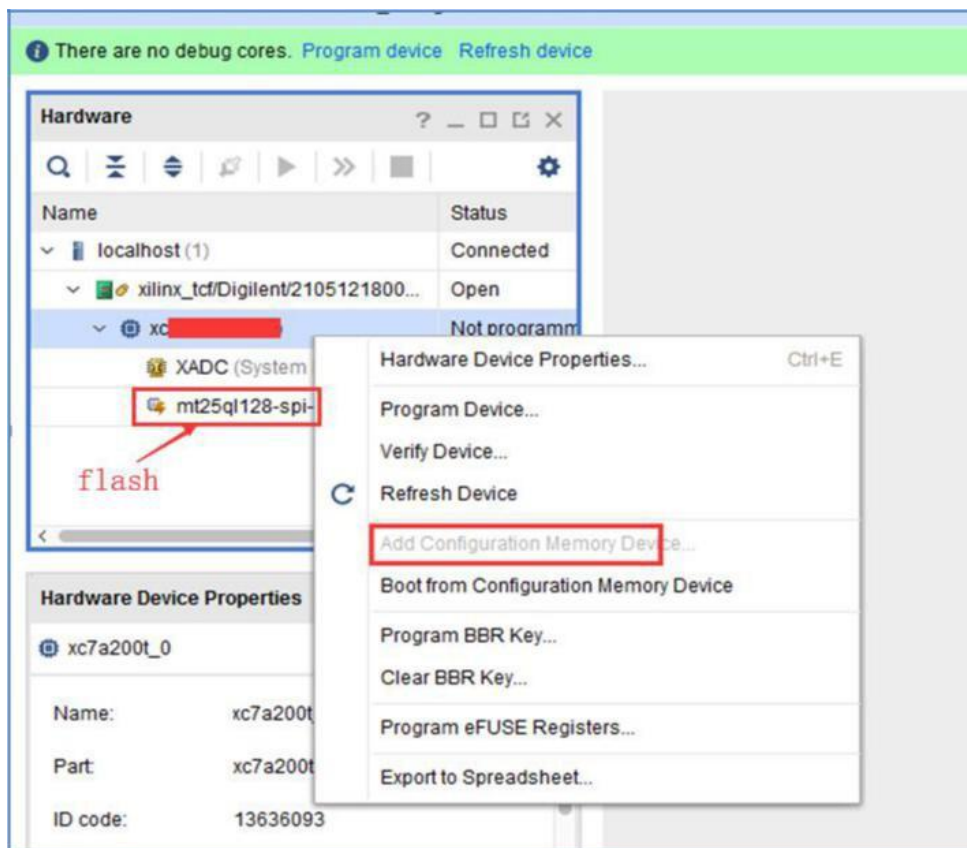 There are no debug cores. Program device Refresh device
Hardware
Name Status
localhost (1) Connected
xilinx_tcf/Digilent/2105121800... Open
xc Not programm
XADC (System
mt25ql128-spi-
flash
Hardware Device Properties... Ctrl+E
Program Device...
Verify Device...
Refresh Device
Add Configuration Memory Device...
Boot from Configuration Memory Device
Program BBR Key...
Clear BBR Key...
Program eFUSE Registers...
Export to Spreadsheet...
Hardware Device Properties
xc7a200t_0
Name: xc7a200t
Part: xc7a200t
ID code: 13636093